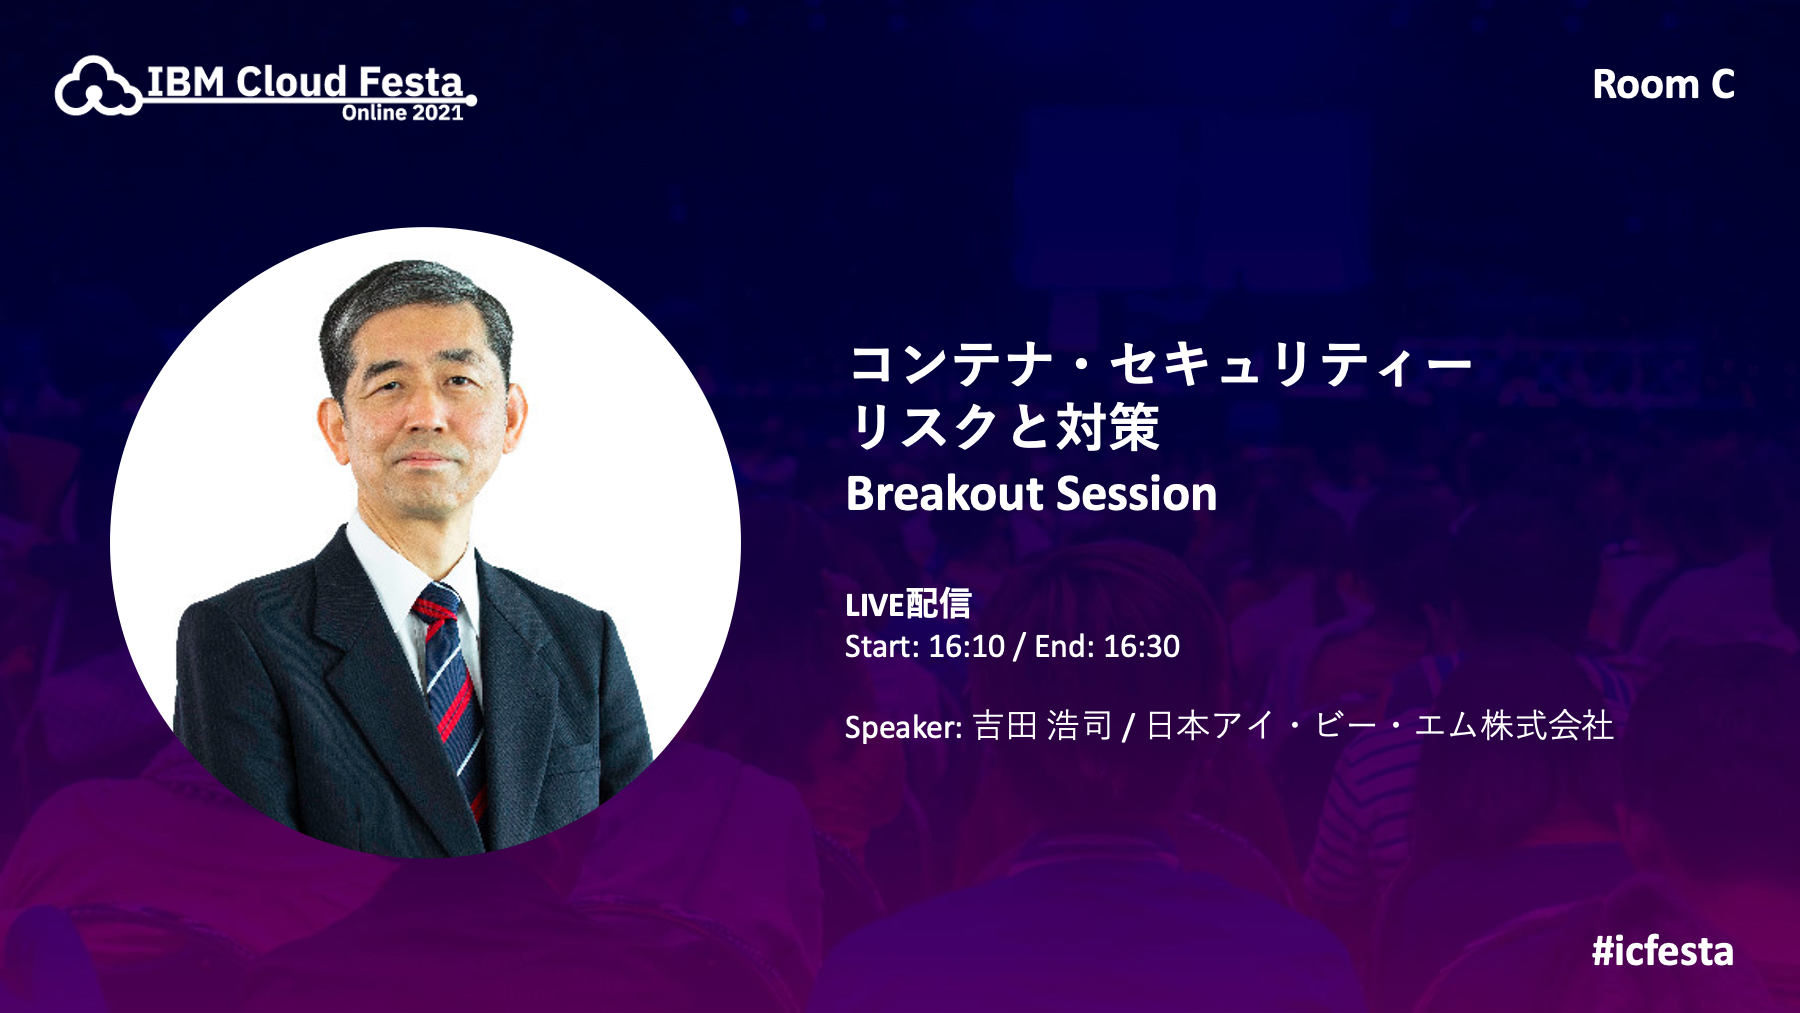 IBM Cloud Festa
Online 2021
Room C
コンテナ・セキュリティー
リスクと対策
Breakout Session
LIVE配信
Start: 16:10 / End: 16:30
Speaker: 吉田 浩司 / 日本アイ・ビー・エム株式会社
#icfesta